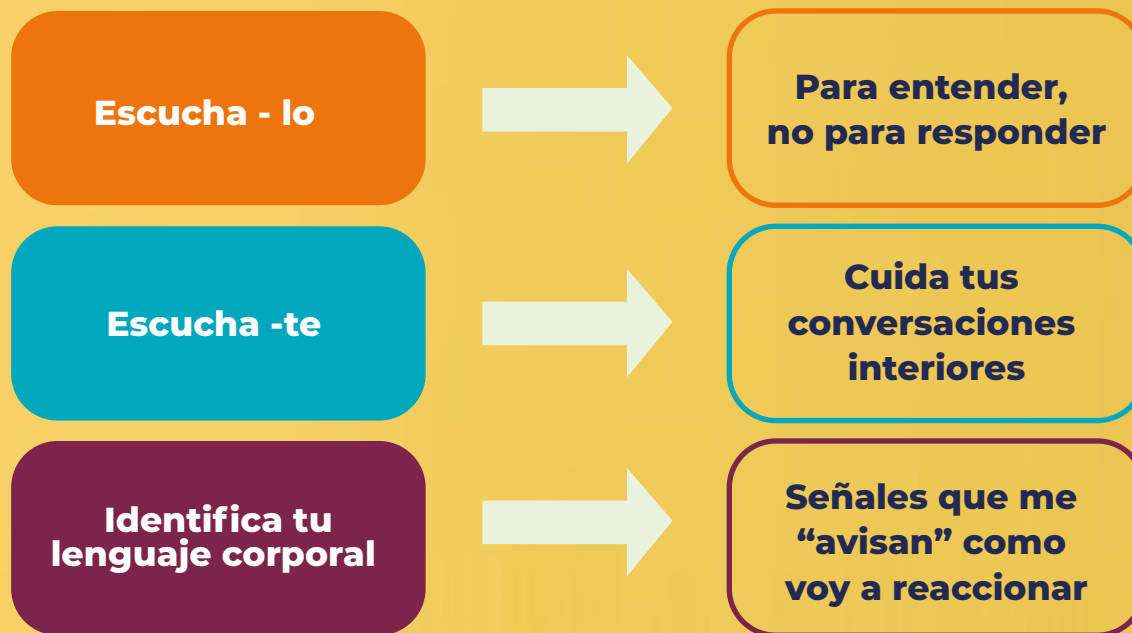 Escucha - lo
Para entender,
no para responder
Escucha -te
Cuida tus
conversaciones
interiores
Identifica tu
lenguaje corporal
Señales que me
“avisan” como
voy a reaccionar